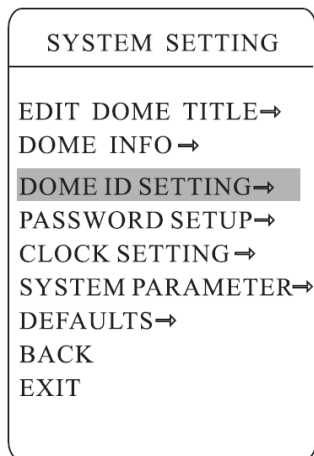 SYSTEM SETTING
EDIT DOME TITLE→
DOME INFO→
DOME ID SETTING→
PASSWORD SETUP→
CLOCK SETTING→
SYSTEM PARAMETER→
DEFAULTS→
BACK
EXIT